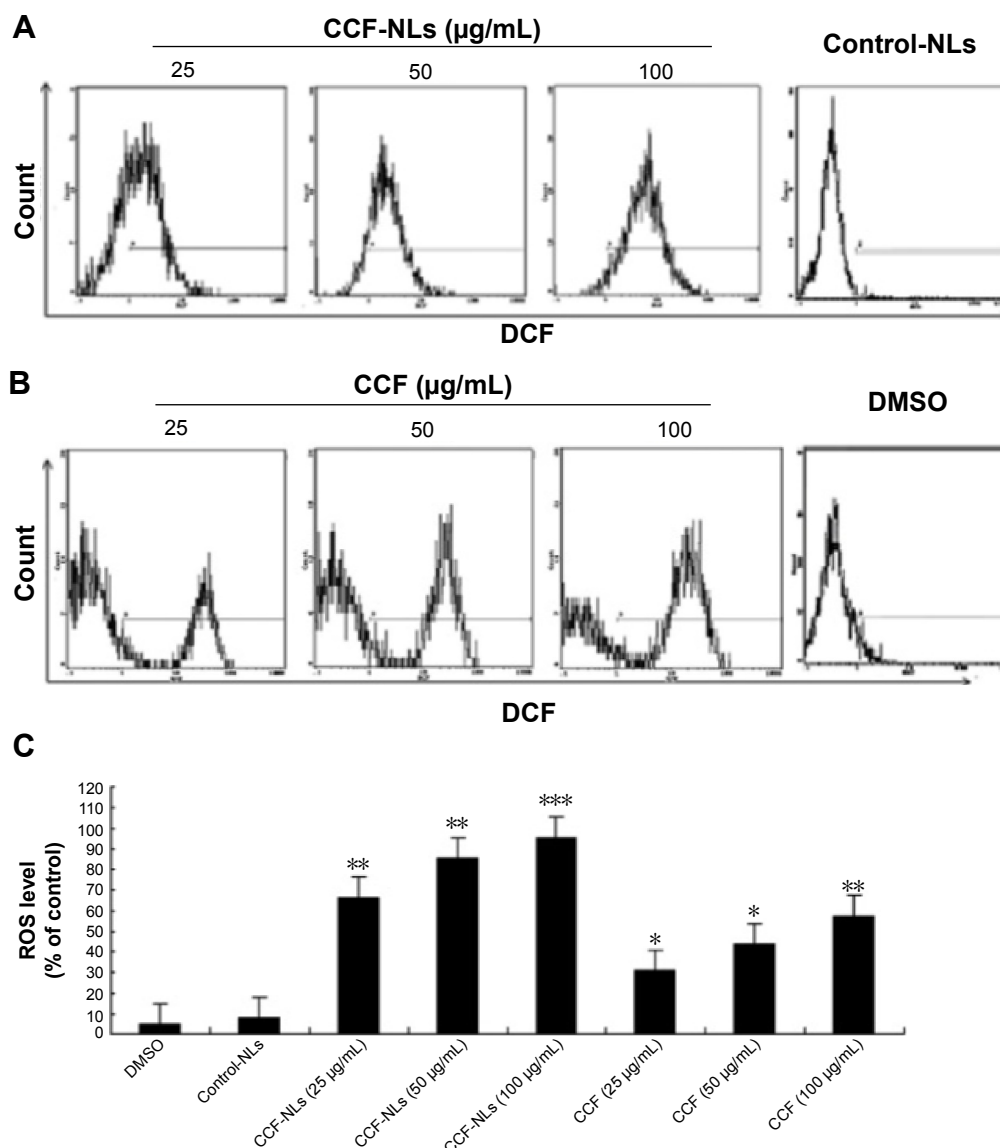 A
CCF-NLs (µg/mL)
Control-NLs
25
50
100
Count
DCF
B
CCF (µg/mL)
DMSO
25
50
100
Count
DCF
C
120
110
100
90
80
70
60
50
40
30
20
10
0
ROS level
(% of control)
**
**
***
*
*
**
DMSO
Control-NLs
CCF-NLs (25 µg/mL)
CCF-NLs (50 µg/mL)
CCF-NLs (100 µg/mL)
CCF (25 µg/mL)
CCF (50 µg/mL)
CCF (100 µg/mL)